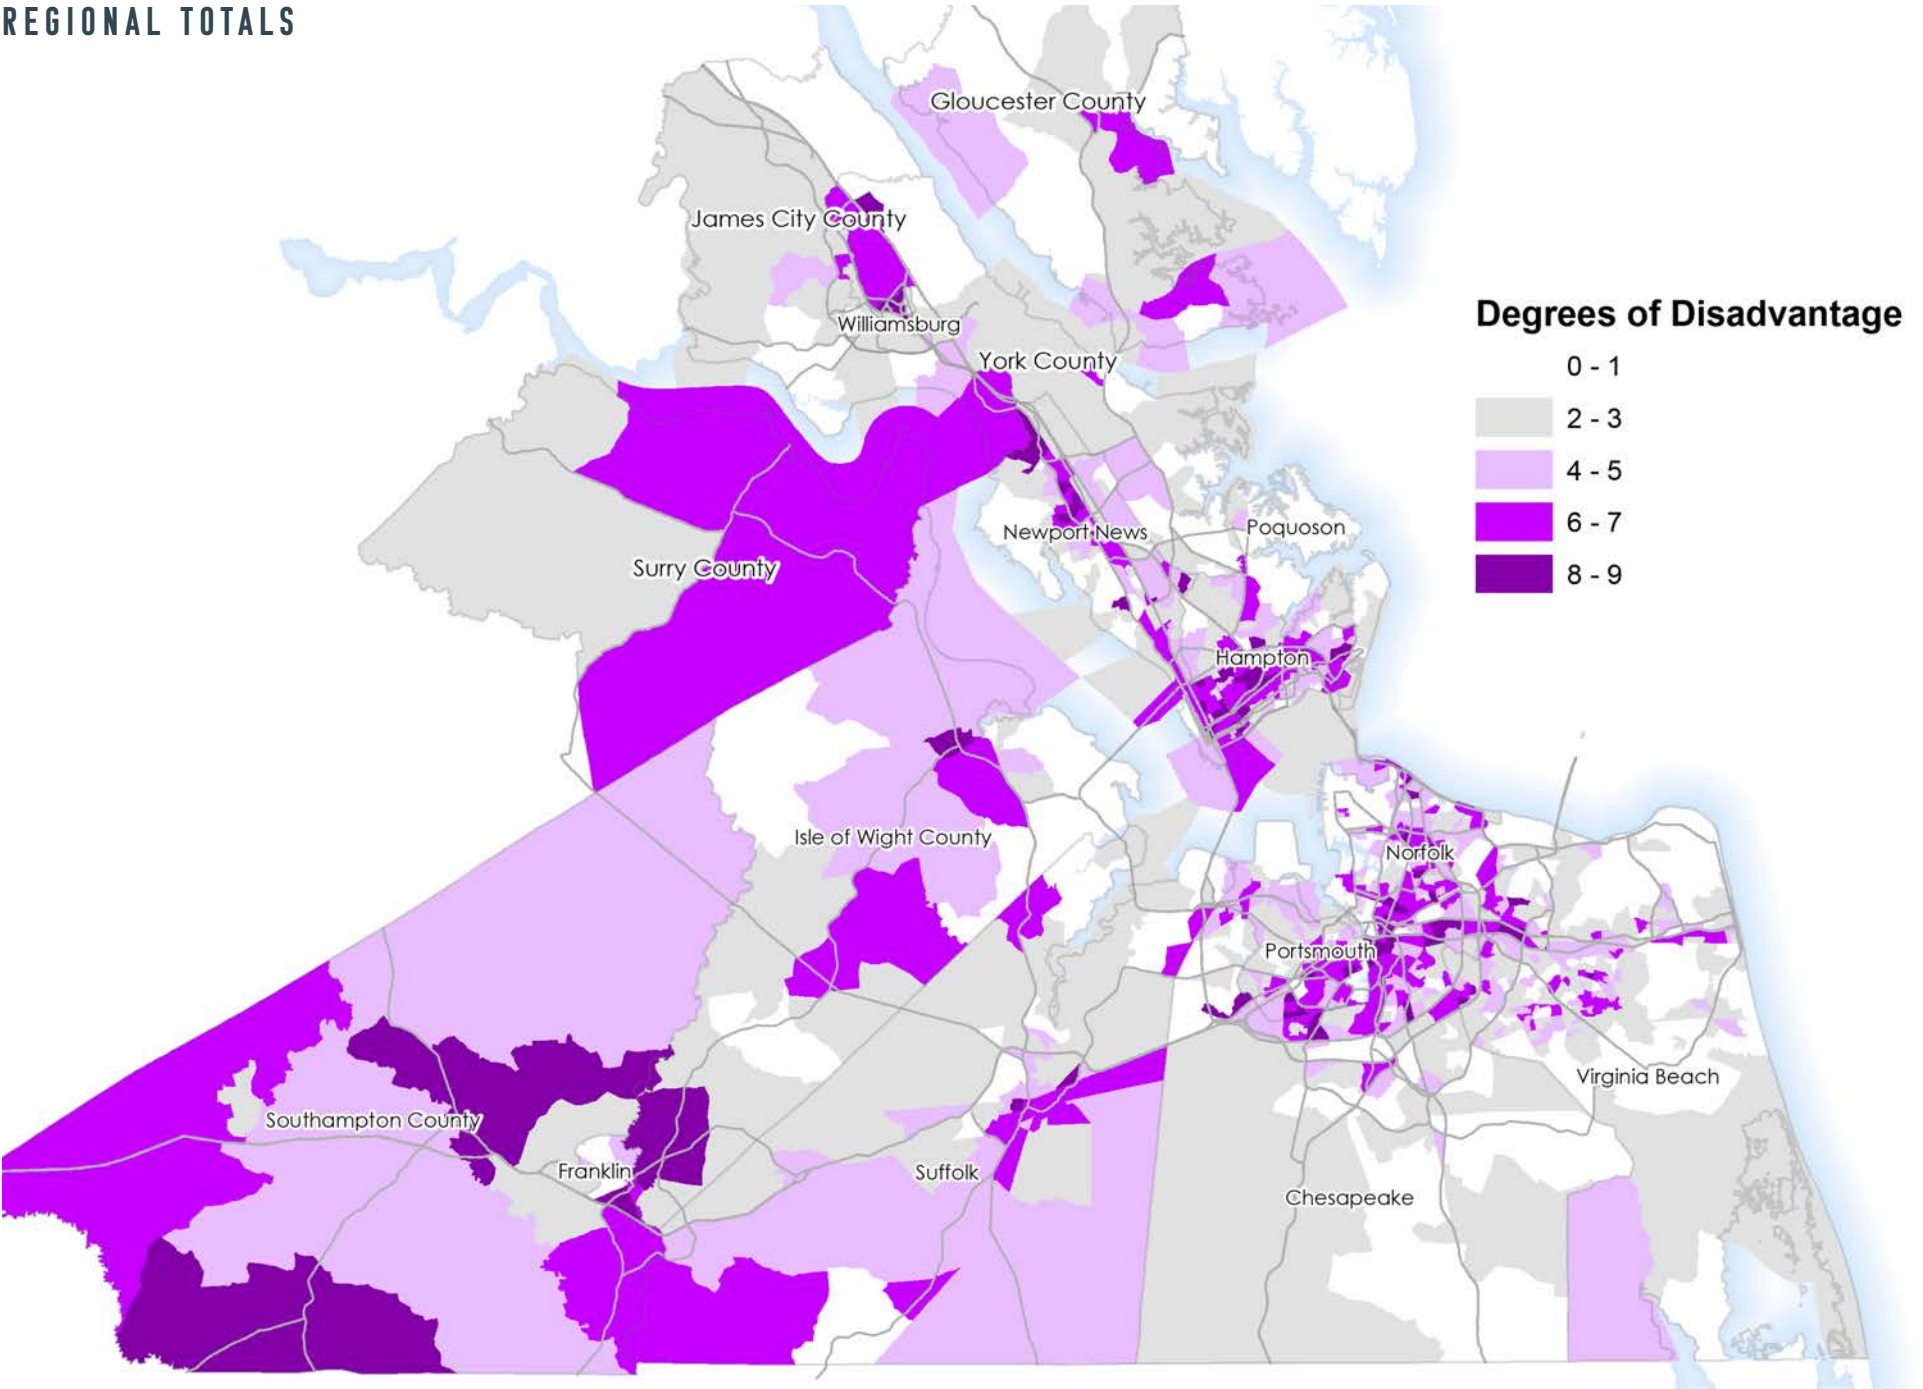 REGIONAL TOTALS
Gloucester County
James City County
Williamsburg
York County
Degrees of Disadvantage
0 - 1
2 - 3
4 - 5
6 - 7
8 - 9
Newport News
Poquoson
Surry County
Hampton
Isle of Wight County
Norfolk
Portsmouth
Virginia Beach
Southampton County
Franklin
Suffolk
Chesapeake